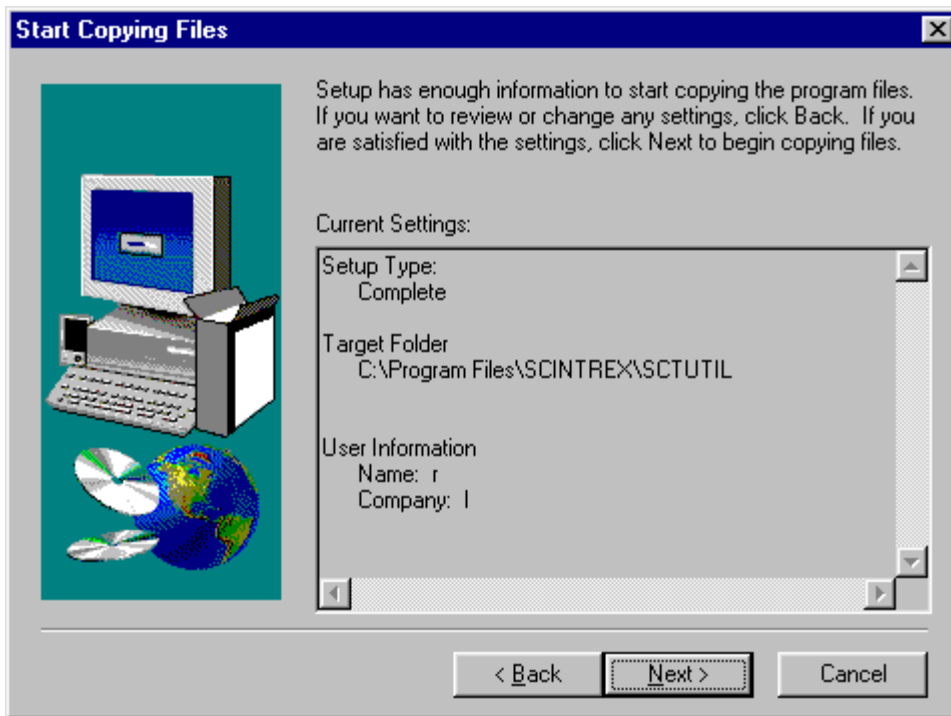 Start Copying Files
Setup has enough information to start copying the program files.
If you want to review or change any settings, click Back.  If you
are satisfied with the settings, click Next to begin copying files.
Current Settings:
Setup Type:
Complete
Target Folder
C:\Program Files\SCINTREX\SCTUTIL
User Information
Name:  r
Company:  l
< Back
Next >
Cancel